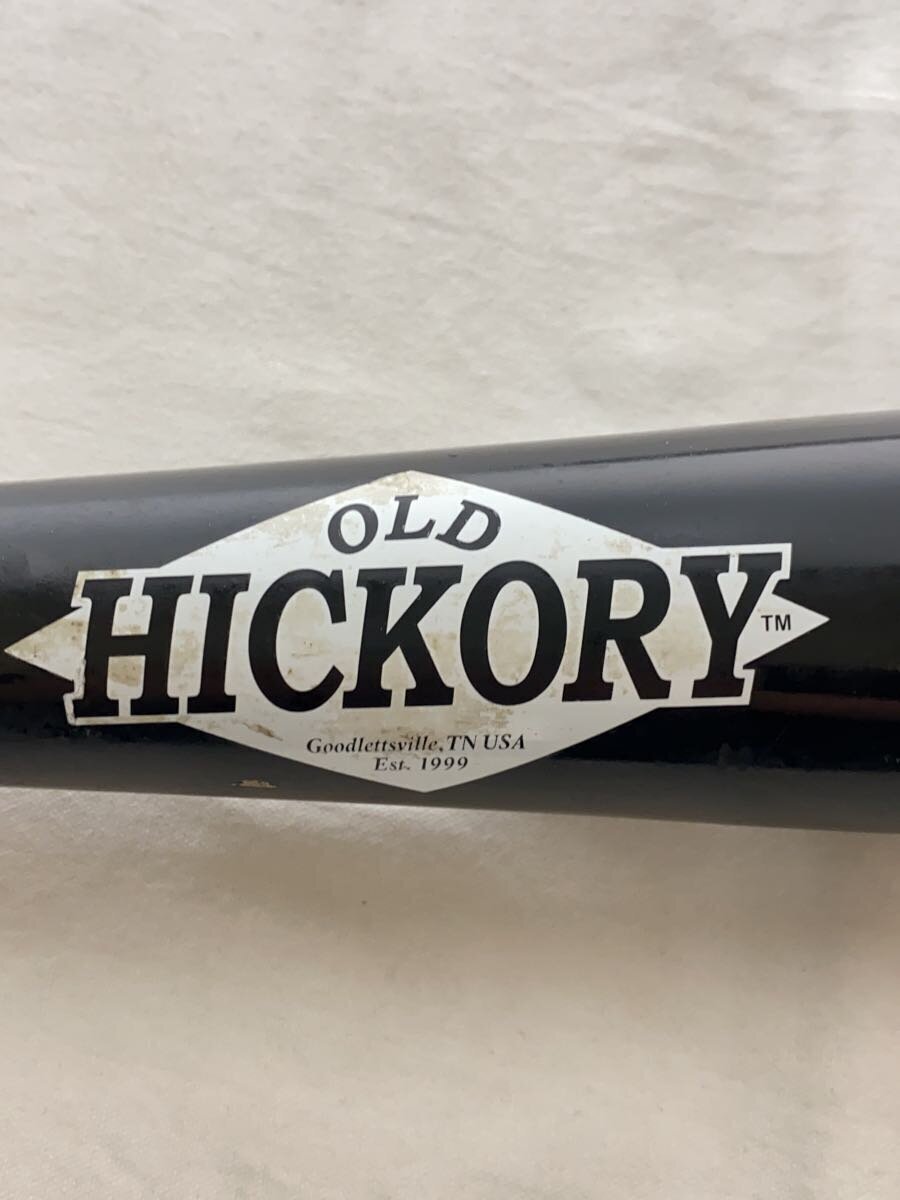 OLD
HICKORY™
Goodlettsville, TN USA
Est. 1999